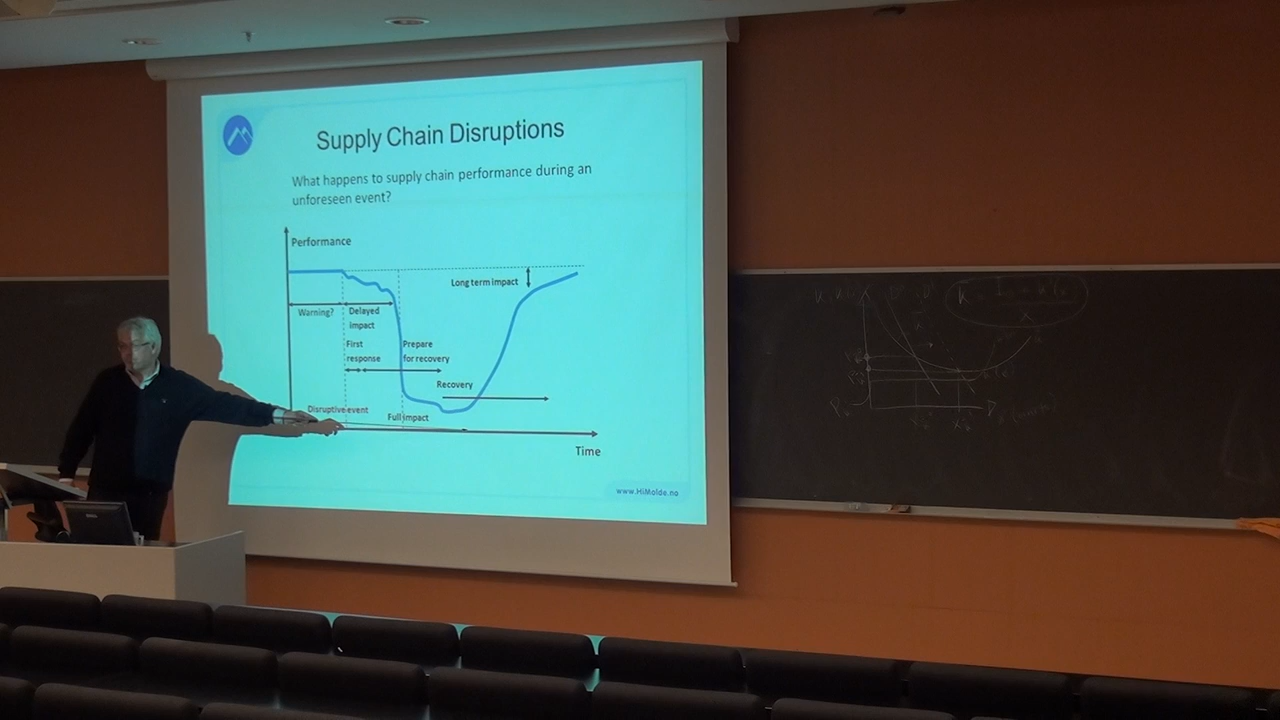 Supply Chain Disruptions
What happens to supply chain performance during an
unforeseen event?
Performance
Long term impact
Warning?
Delayed
impact
First
response
Prepare
for recovery
Recovery
Disruptive event
Full impact
Time
www.HiMolde.no